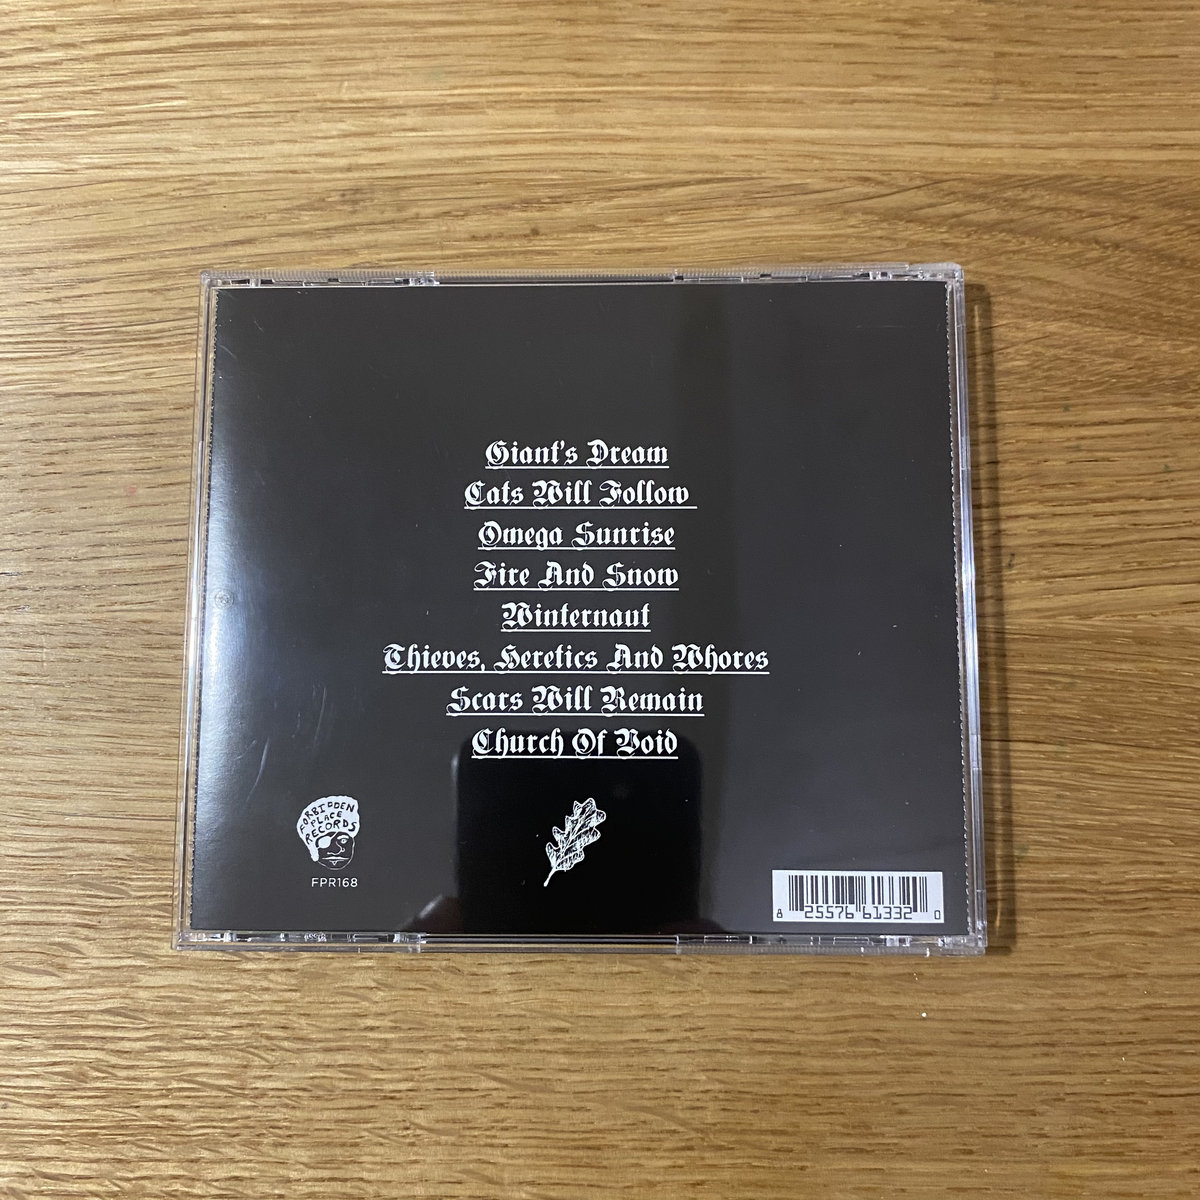 Giant's Dream
Cats Will Follow
Omega Sunrise
Fire And Snow
Winternaut
Thieves, Heretics And Whores
Scars Will Remain
Church Of Void
FORBIDDEN
PLACE
RECORDS
FPR168
8 25576 61332 0